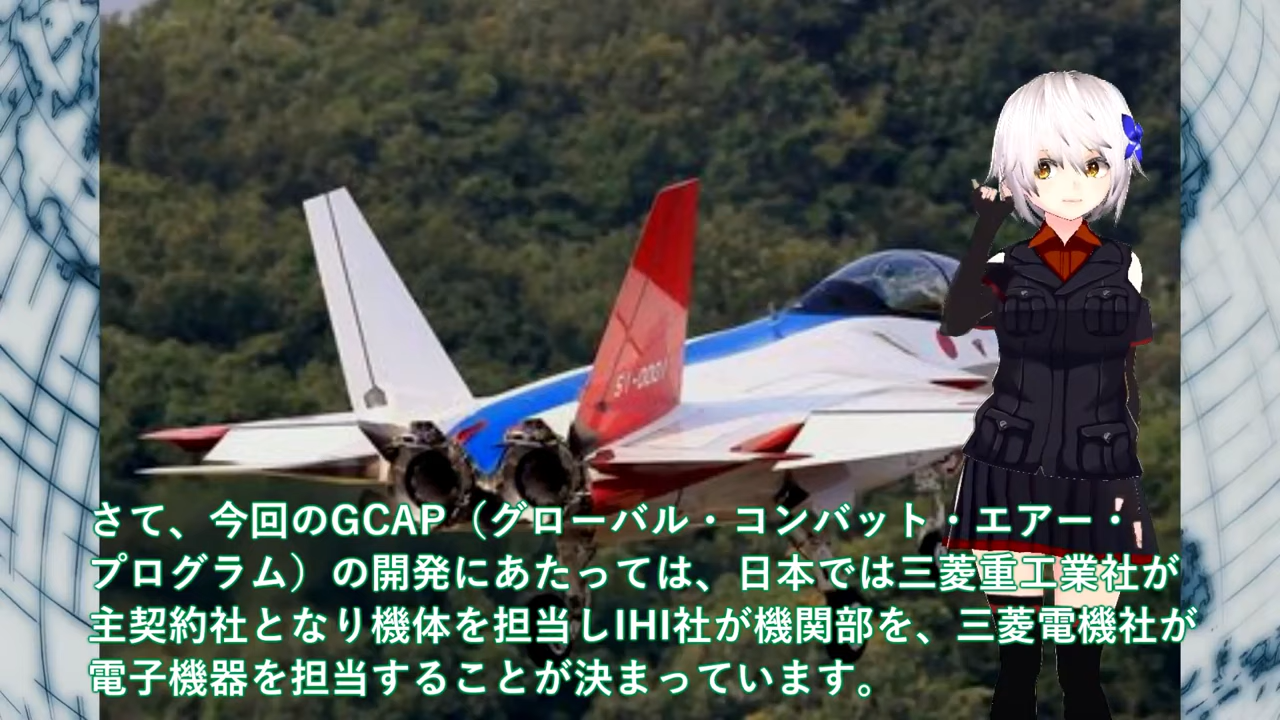 51-0001
さて、今回のGCAP（グローバル・コンバット・エアー・
プログラム）の開発にあたっては、日本では三菱重工業社が
主契約社となり機体を担当しIHI社が機関部を、三菱電機社が
電子機器を担当することが決まっています。